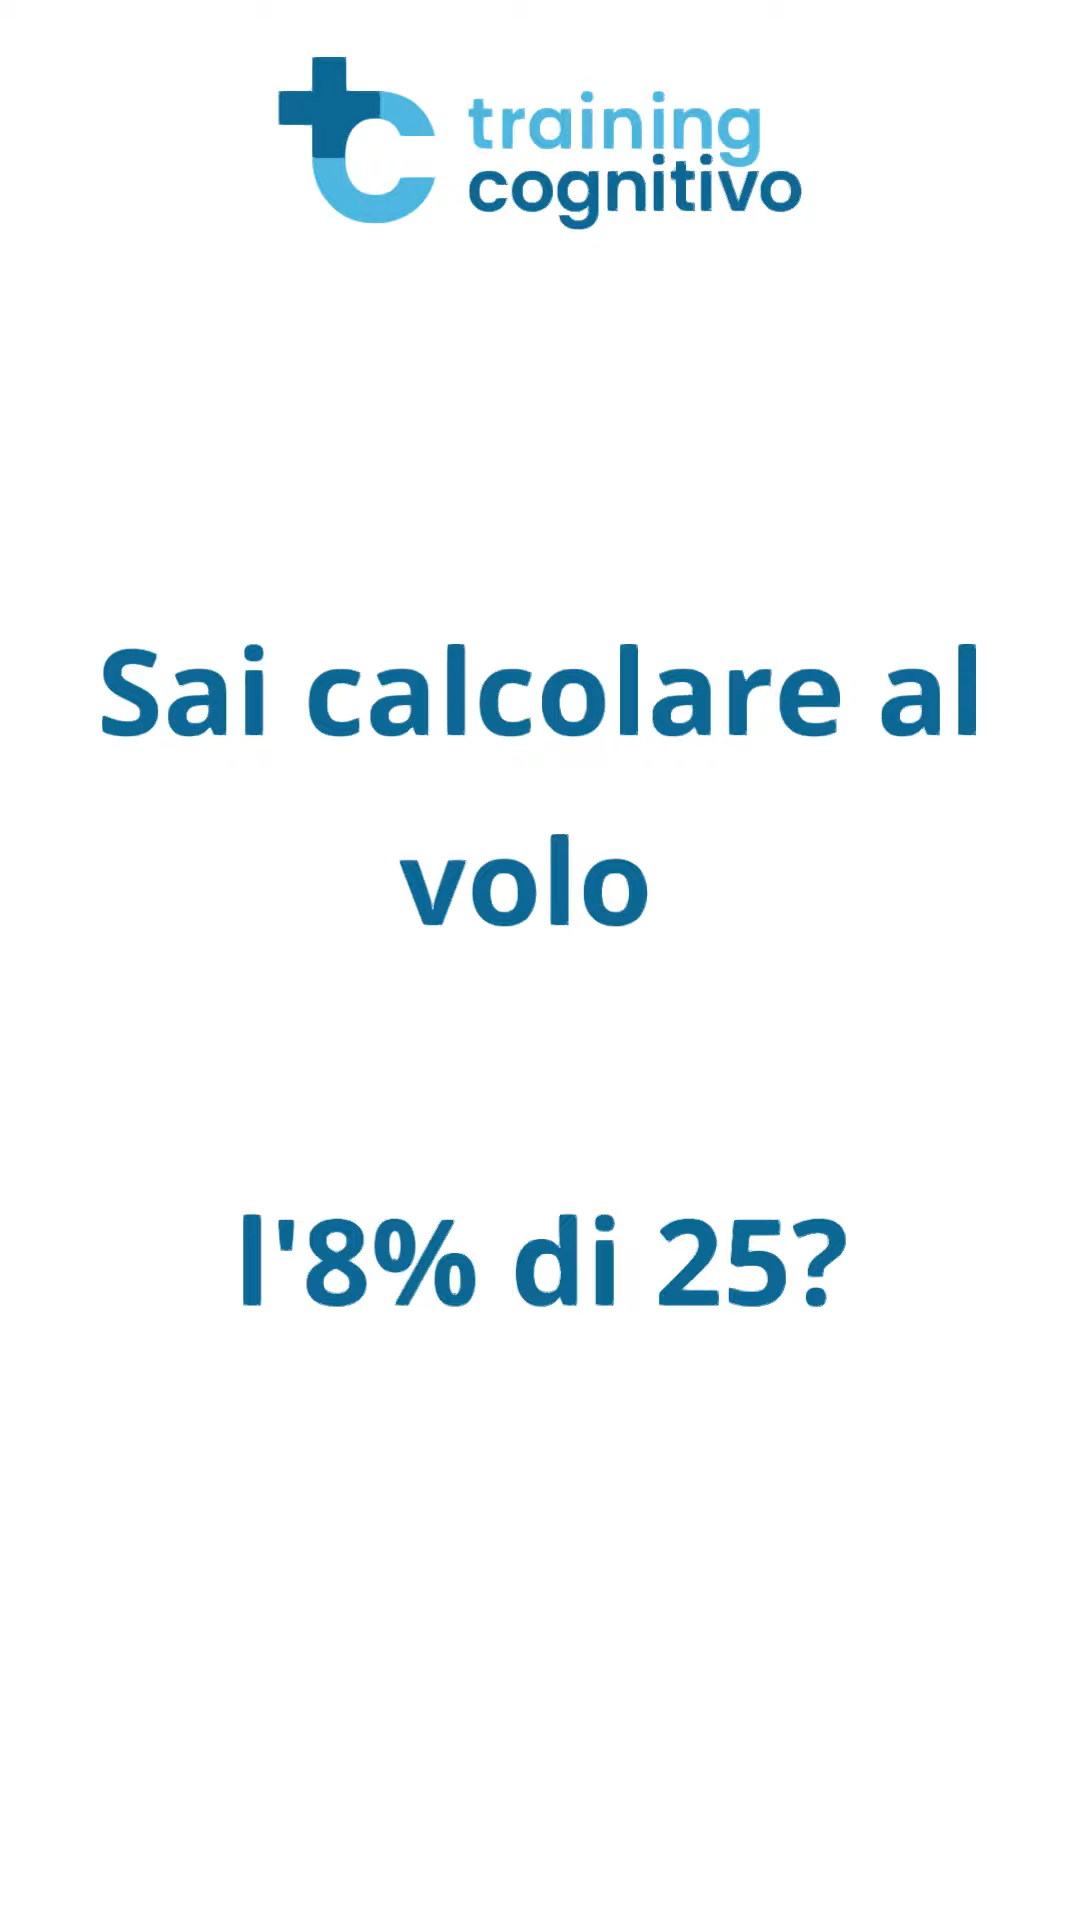 training
cognitivo
Sai calcolare al
volo
l'8% di 25?